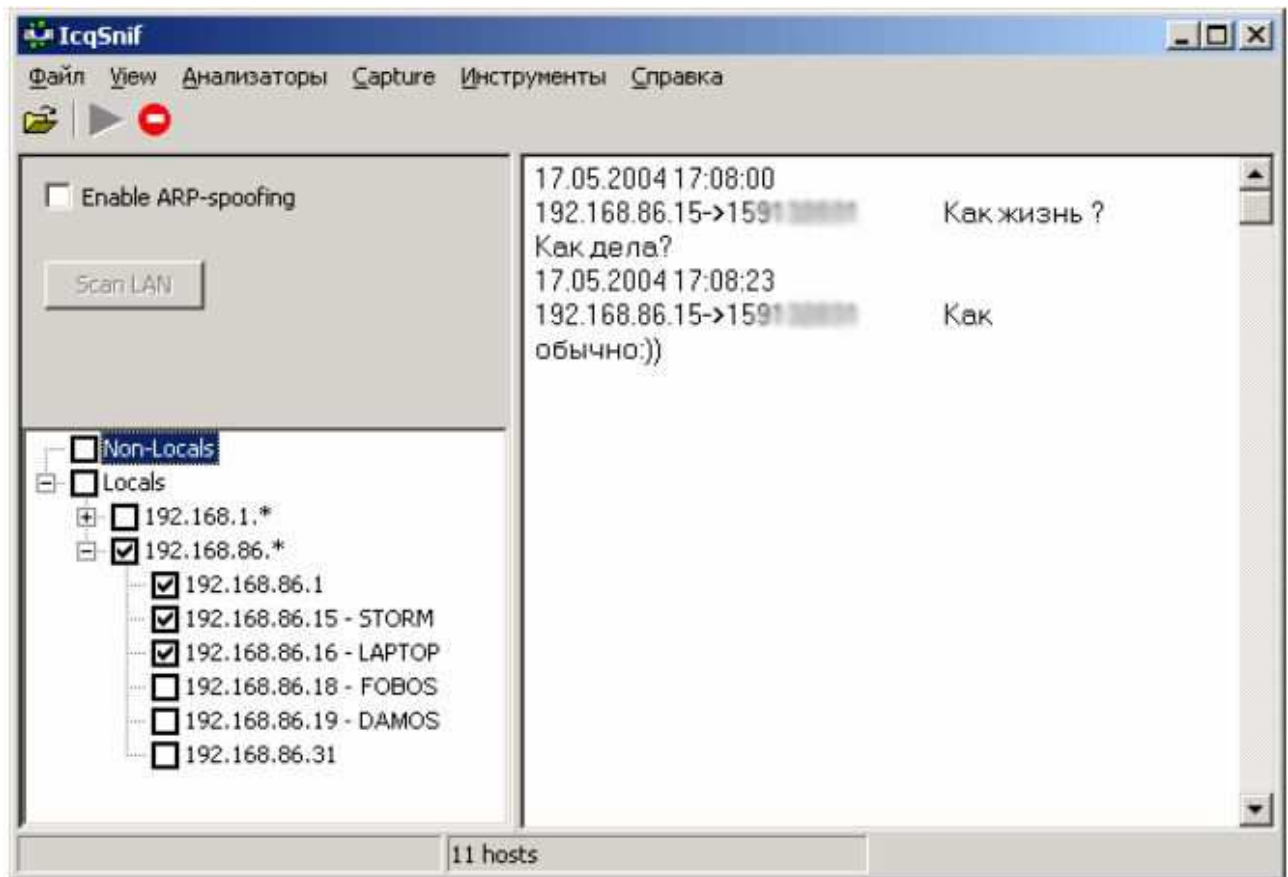 IcqSnif
Файл View Анализаторы Capture Инструменты Справка
Enable ARP-spoofing
Scan LAN
Non-Locals
Locals
192.168.1.*
192.168.86.*
192.168.86.1
192.168.86.15 - STORM
192.168.86.16 - LAPTOP
192.168.86.18 - FOBOS
192.168.86.19 - DAMOS
192.168.86.31
17.05.2004 17:08:00
192.168.86.15->159 Как жизнь ?
Как дела?
17.05.2004 17:08:23
192.168.86.15->159 Как
обычно:))
11 hosts